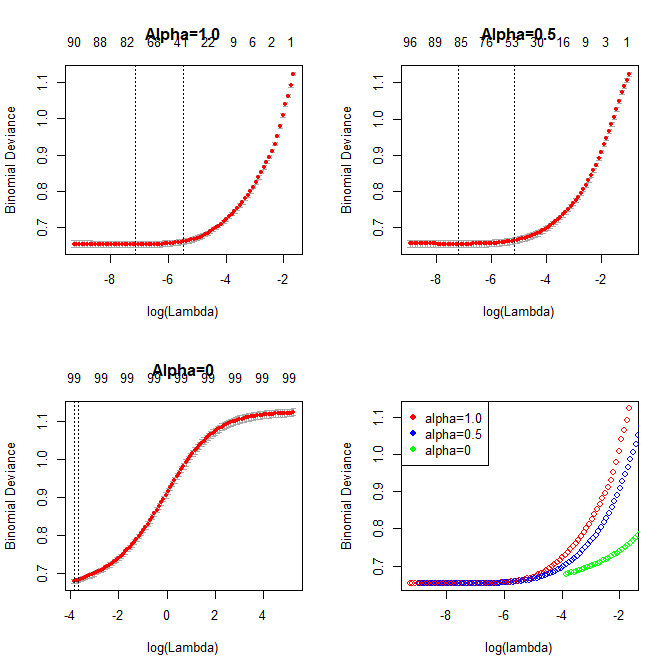 Alpha=1.0
90 88 82 68 41 22 9 6 2 1
Binomial Deviance
0.7 0.8 0.9 1.0 1.1
-8 -6 -4 -2
log(Lambda)
Alpha=0.5
96 89 85 76 53 30 16 9 3 1
Binomial Deviance
0.7 0.8 0.9 1.0 1.1
-8 -6 -4 -2
log(Lambda)
Alpha=0
99 99 99 99 99 99 99 99 99
Binomial Deviance
0.7 0.8 0.9 1.0 1.1
-4 -2 0 2 4
log(Lambda)
alpha=1.0
alpha=0.5
alpha=0
Binomial Deviance
0.7 0.8 0.9 1.0 1.1
-8 -6 -4 -2
log(lambda)